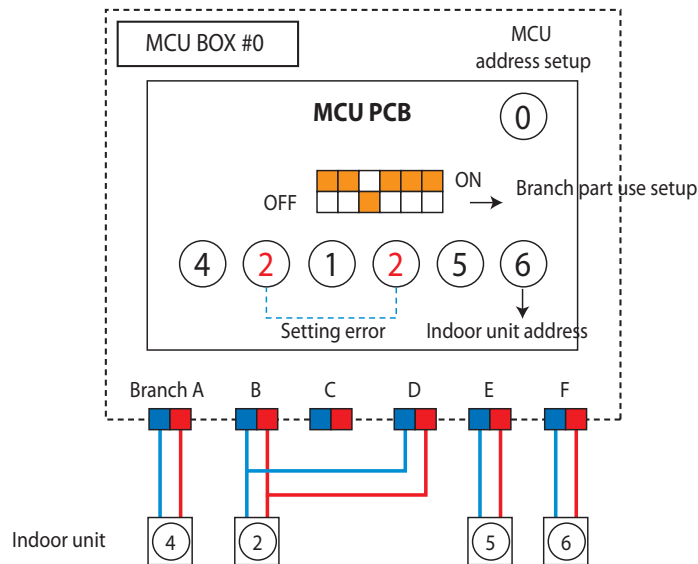 MCU BOX #0
MCU
address setup
MCU PCB
0
ON
OFF
Branch part use setup
4 2 1 2 5 6
Setting error
Indoor unit address
Branch A B C D E F
Indoor unit
4 2 5 6